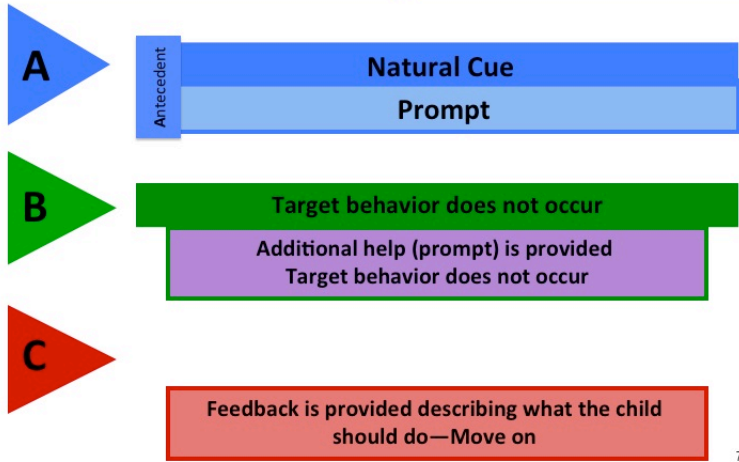 A
Antecedent
Natural Cue
Prompt
B
Target behavior does not occur
Additional help (prompt) is provided
Target behavior does not occur
C
Feedback is provided describing what the child
should do—Move on
7